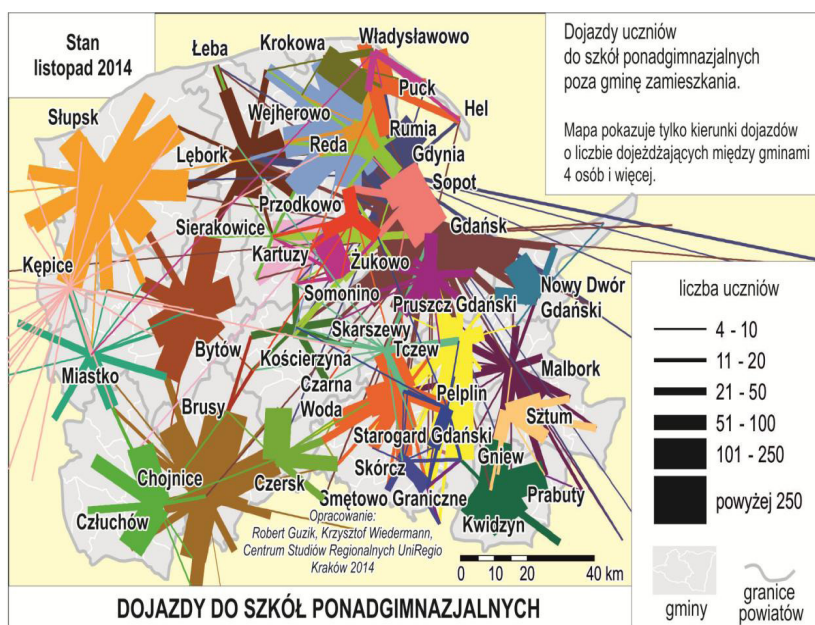 Stan
listopad 2014
Dojazdy uczniów
do szkół ponadgimnazjalnych
poza gminę zamieszkania.
Mapa pokazuje tylko kierunki dojazdów
o liczbie dojeżdżających między gminami
4 osób i więcej.
Łeba
Krokowa
Władysławowo
Puck
Hel
Słupsk
Wejherowo
Rumia
Reda
Gdynia
Lębork
Sopot
Przodkowo
Sierakowice
Gdańsk
Kartuzy
Żukowo
Kępice
Somonino
Pruszcz Gdański
Nowy Dwór
Gdański
Skarszewy
Bytów
Kościerzyna
Tczew
Miastko
Malbork
Czarna
Woda
Pelplin
Brusy
Sztum
Starogard Gdański
Gniew
Chojnice
Czersk
Skórcz
Prabuty
Smętowo Graniczne
Człuchów
Kwidzyn
liczba uczniów
4 - 10
11 - 20
21 - 50
51 - 100
101 - 250
powyżej 250
gminy
granice
powiatów
Opracowanie:
Robert Guzik, Krzysztof Wiedermann,
Centrum Studiów Regionalnych UniRegio
Kraków 2014
0 10 20 40 km
DOJAZDY DO SZKÓŁ PONADGIMNAZJALNYCH